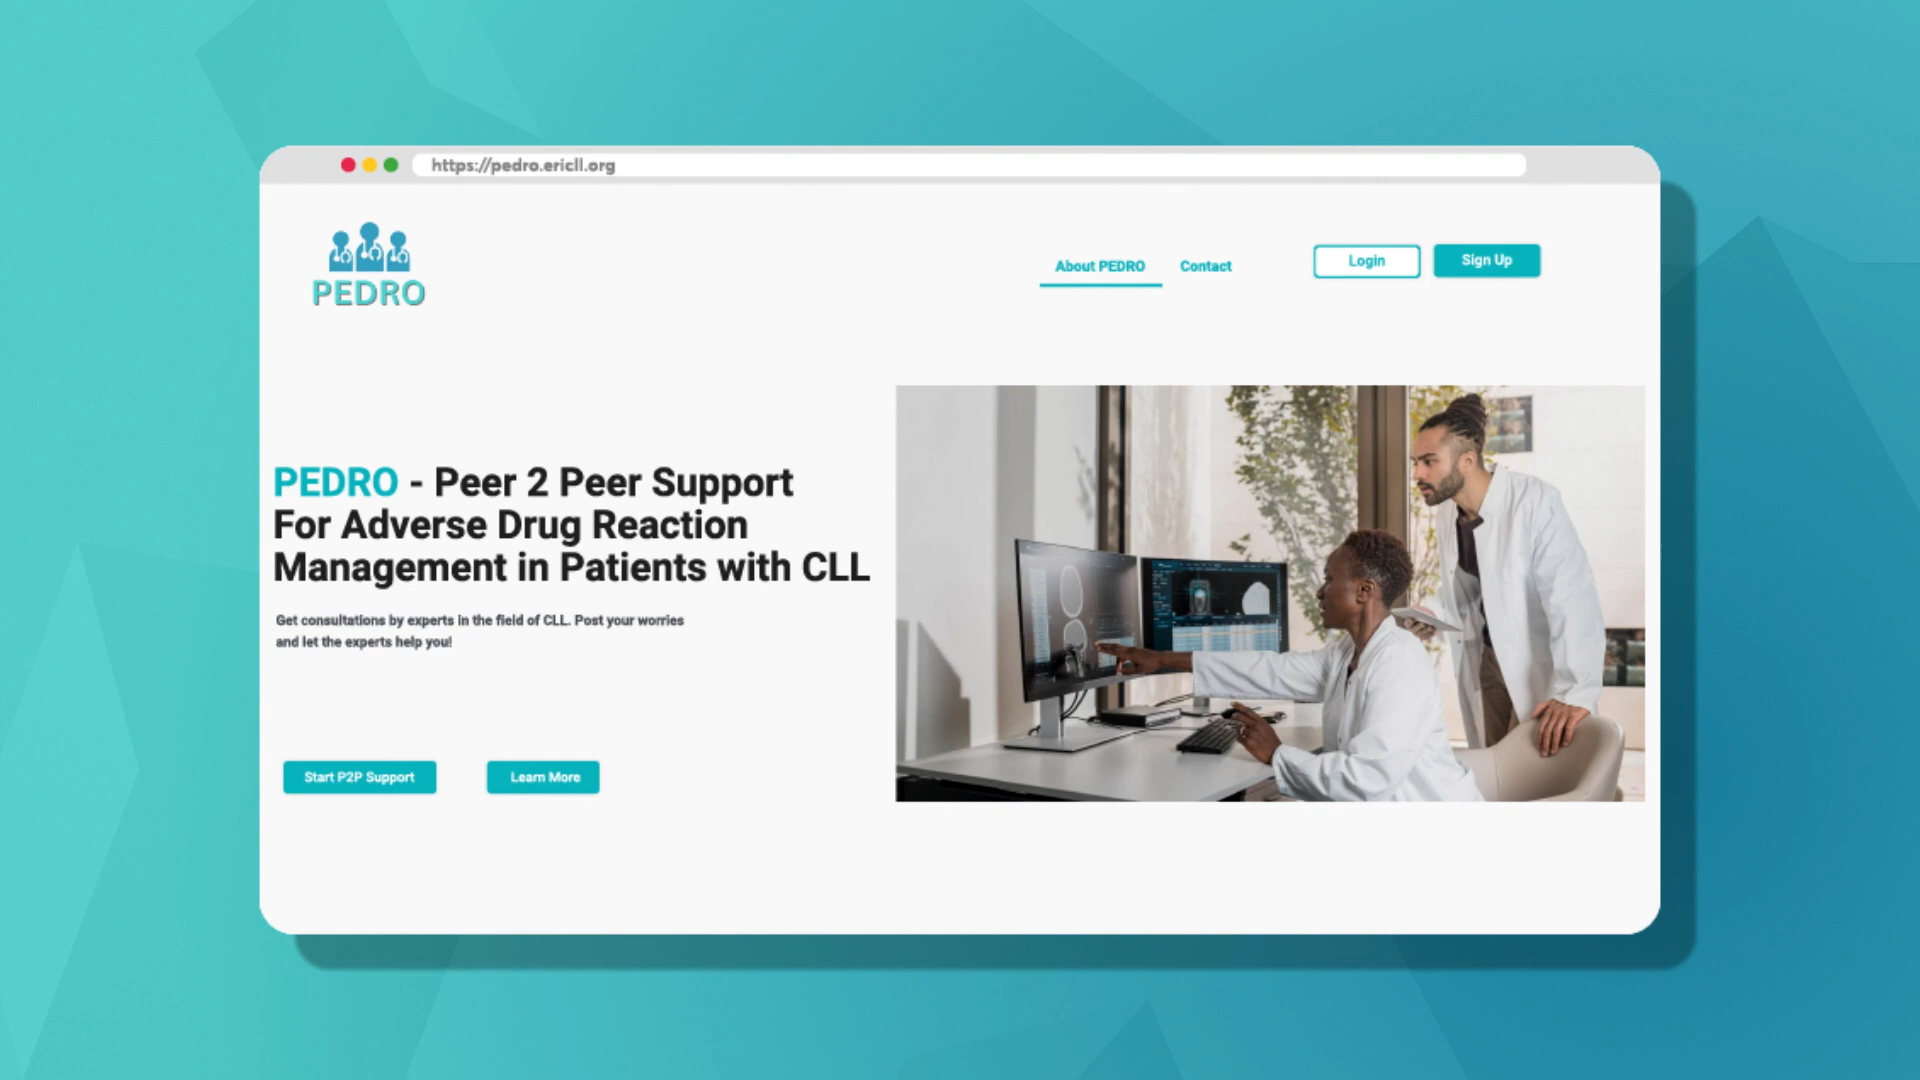 https://pedro.ericll.org
PEDRO
About PEDRO
Contact
Login
Sign Up
PEDRO - Peer 2 Peer Support
For Adverse Drug Reaction
Management in Patients with CLL
Get consultations by experts in the field of CLL. Post your worries
and let the experts help you!
Start P2P Support
Learn More